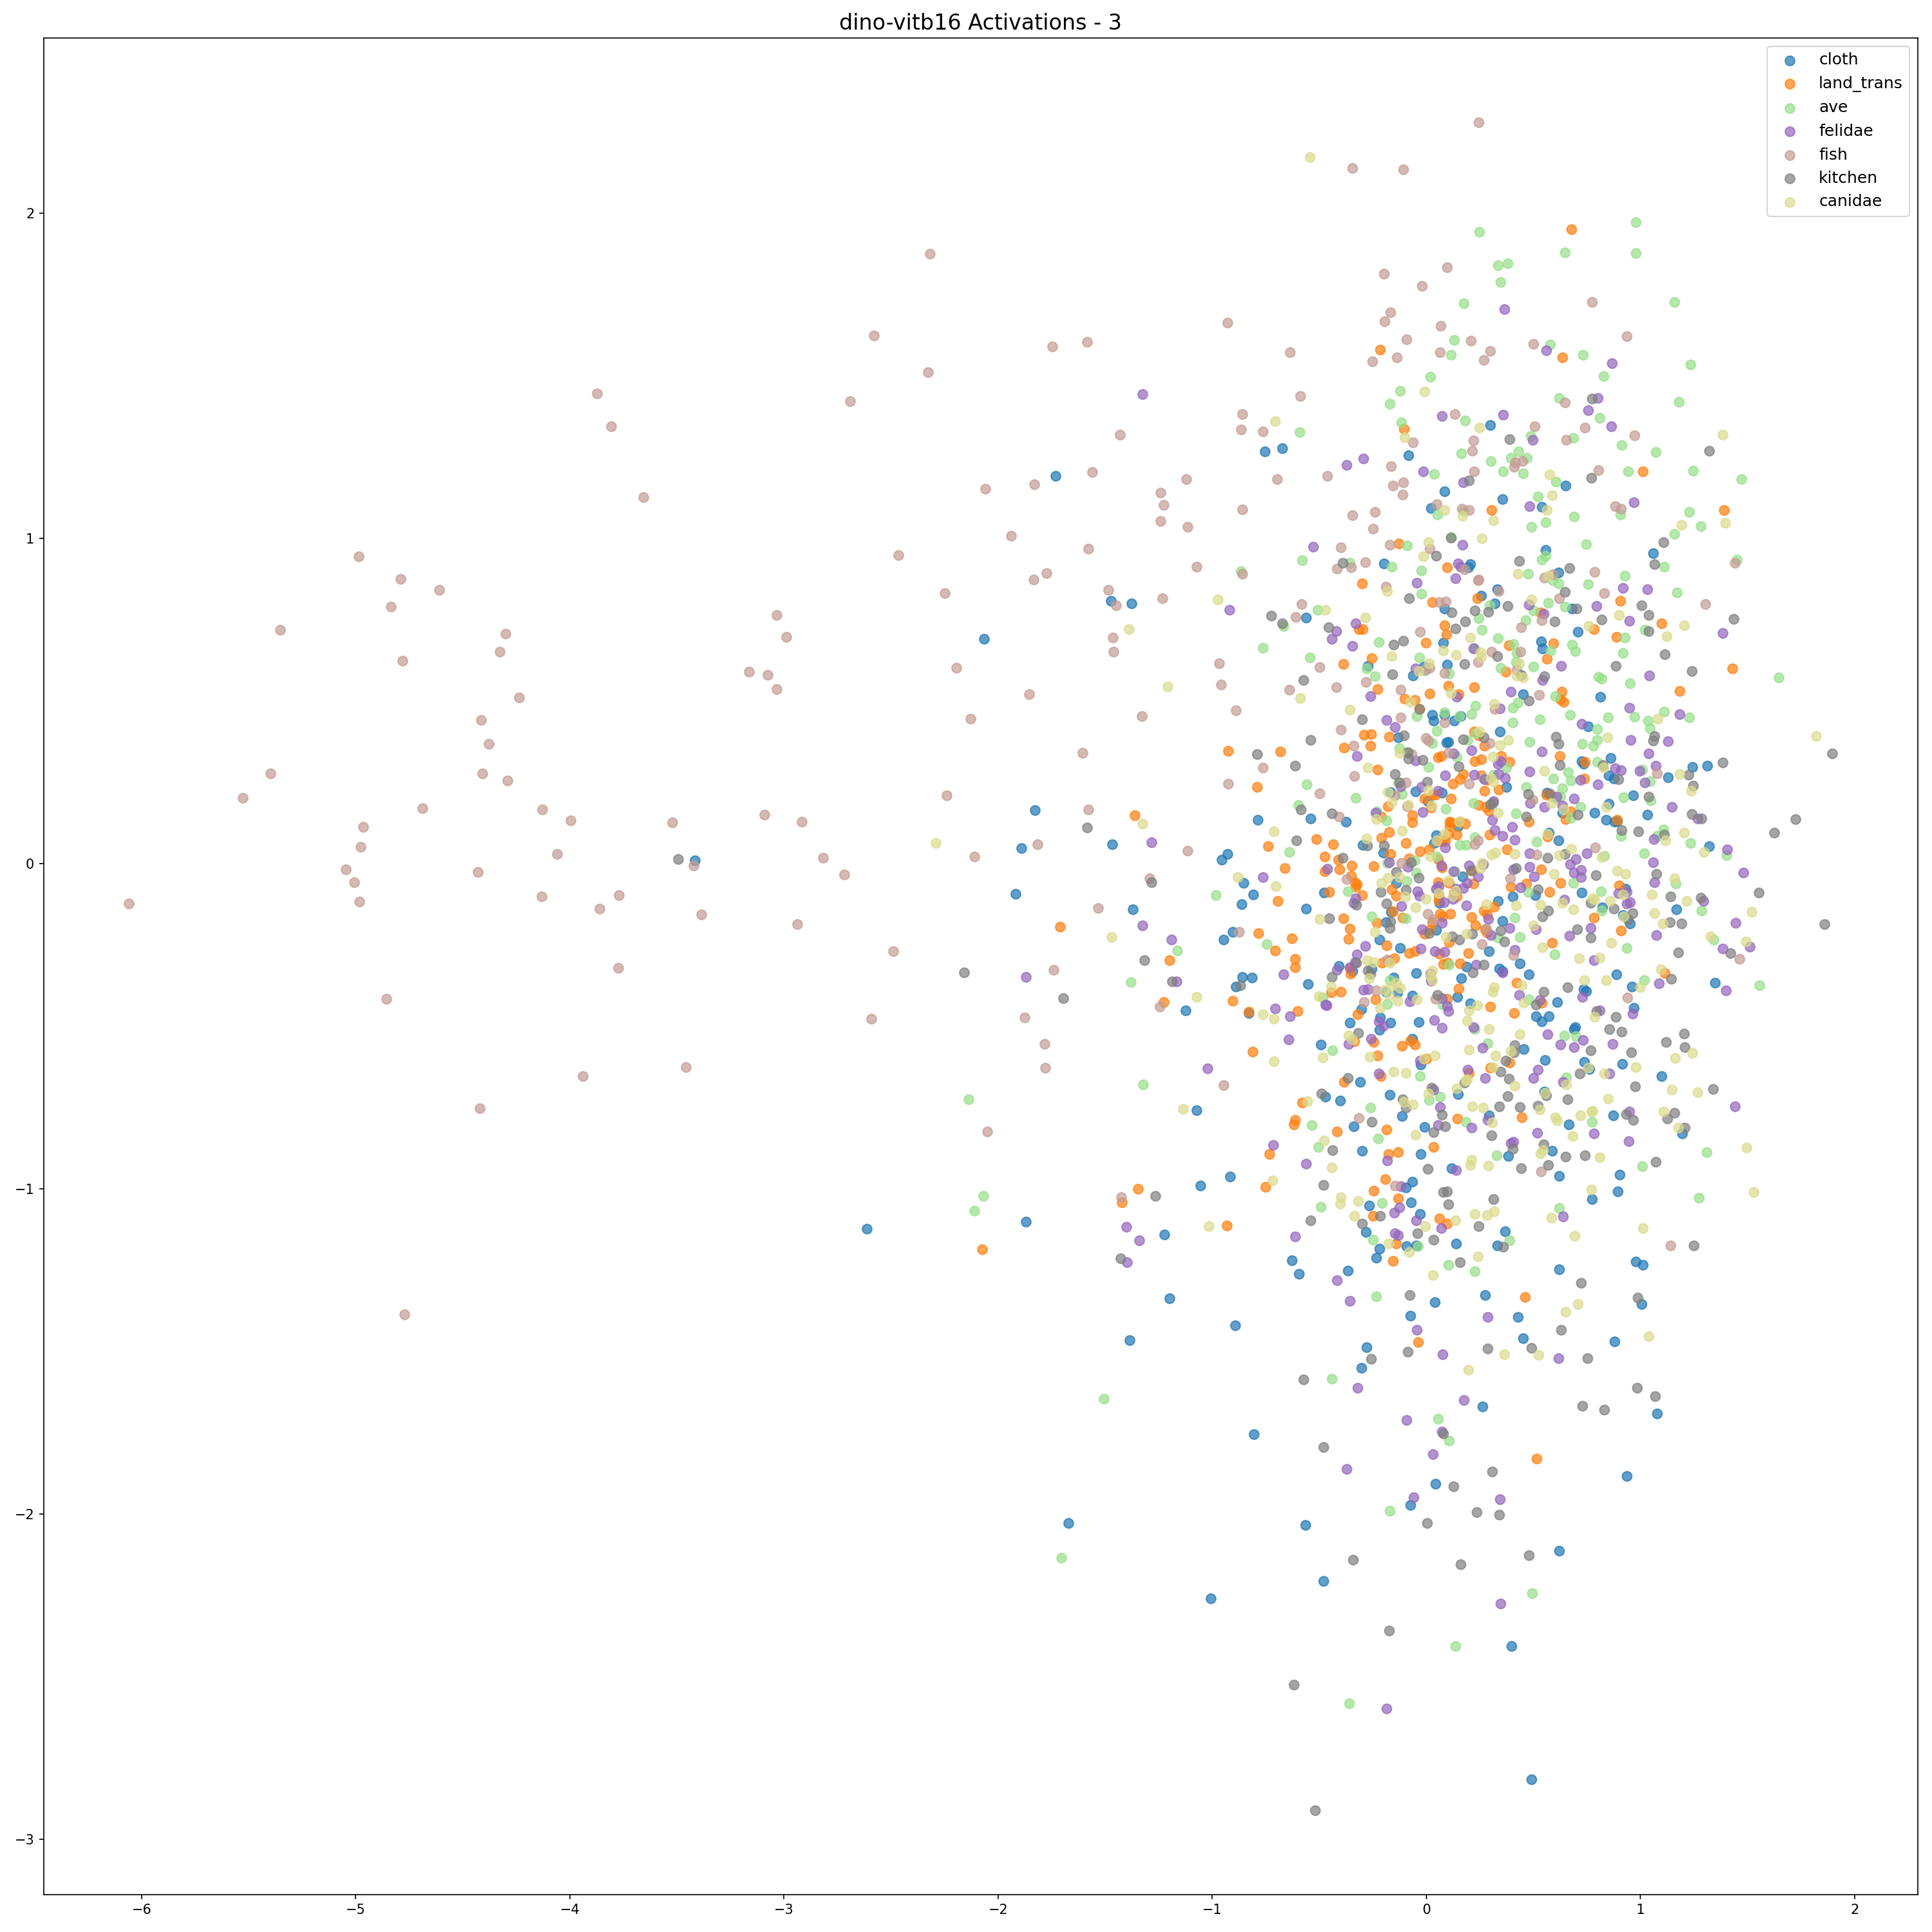 dino-vitb16 Activations - 3
cloth
land_trans
ave
felidae
fish
kitchen
canidae
2
1
0
−1
−2
−3
−6 −5 −4 −3 −2 −1 0 1 2